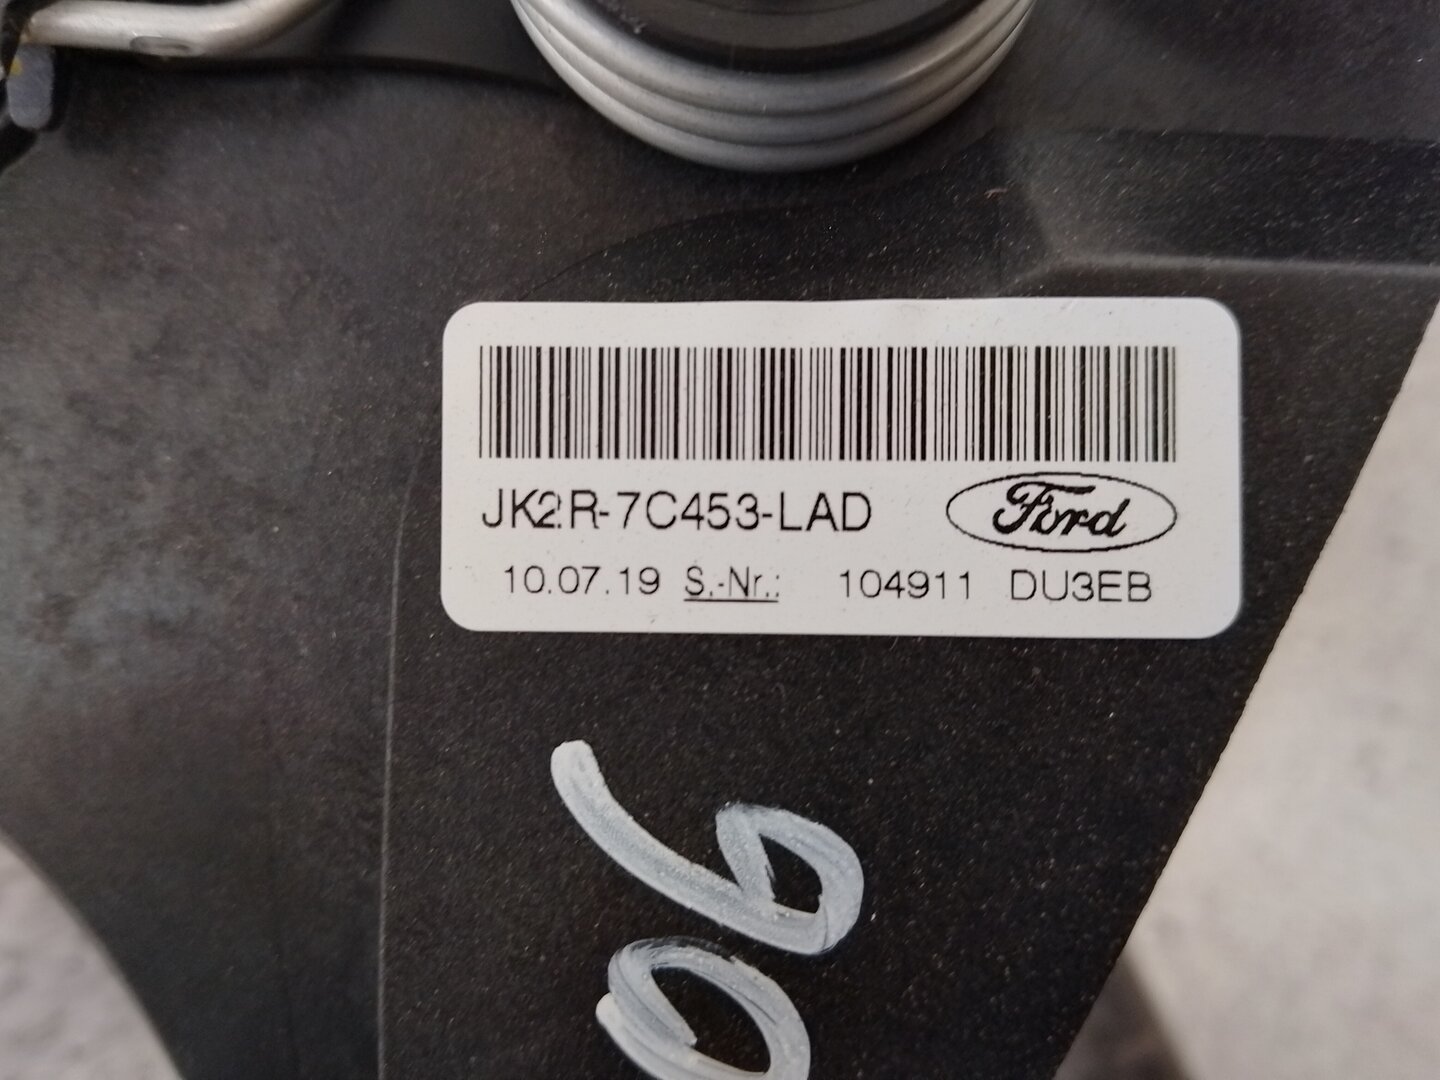 JK2R-7C453-LAD Ford
10.07.19 S.-Nr.: 104911 DU3EB
90